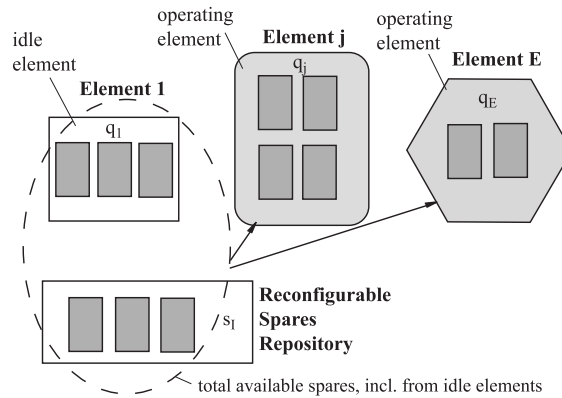 operating
element
Element j
operating
element
Element E
idle
element
Element 1
q1
qj
qE
sI
Reconfigurable
Spares
Repository
total available spares, incl. from idle elements